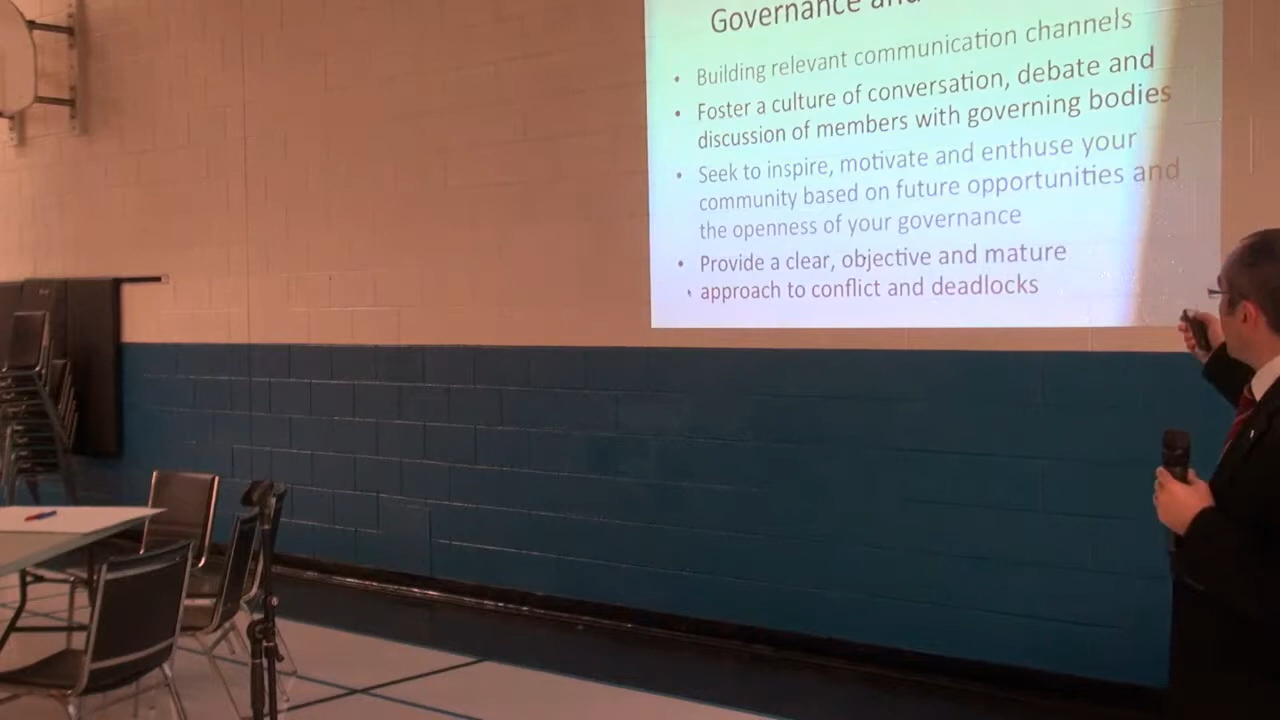 Governance and
• Building relevant communication channels
• Foster a culture of conversation, debate and
discussion of members with governing bodies
• Seek to inspire, motivate and enthuse your
community based on future opportunities and
the openness of your governance
• Provide a clear, objective and mature
• approach to conflict and deadlocks